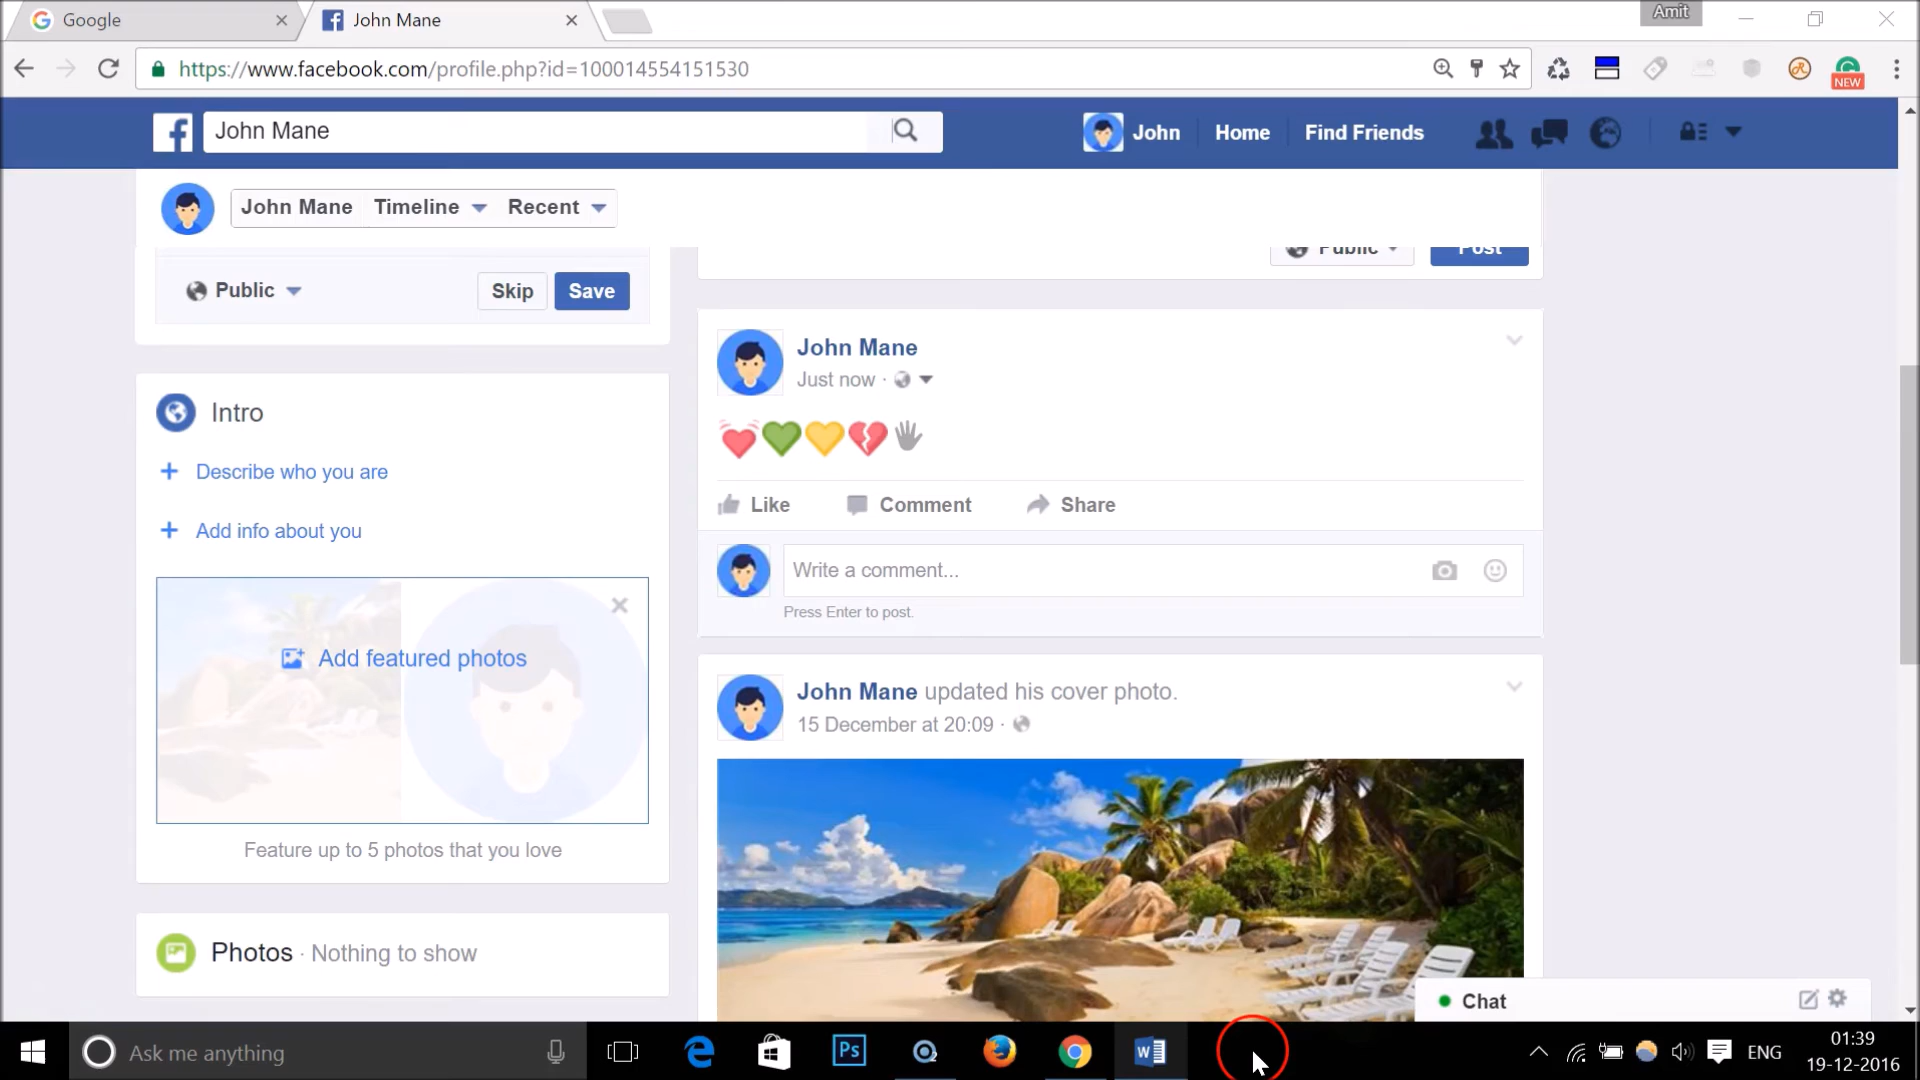 Google
John Mane
Amit
https://www.facebook.com/profile.php?id=100014554151530
NEW
John Mane
John
Home
Find Friends
John Mane Timeline Recent
Public
Skip
Save
Public
Post
John Mane
Just now ·
💓💚💛💔🖑
Like
Comment
Share
Write a comment...
Press Enter to post.
Intro
+ Describe who you are
+ Add info about you
Add featured photos
Feature up to 5 photos that you love
Photos · Nothing to show
John Mane updated his cover photo.
15 December at 20:09 ·
Chat
Ask me anything
Ps
W
ENG
01:39
19-12-2016